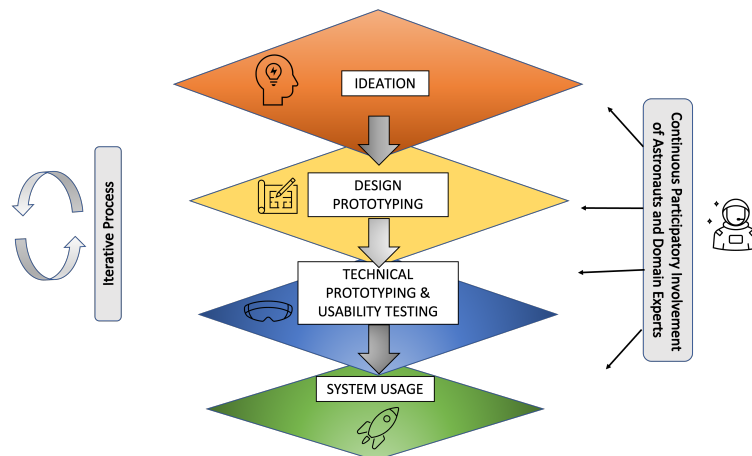 IDEATION
DESIGN
PROTOTYPING
TECHNICAL
PROTOTYPING &
USABILITY TESTING
SYSTEM USAGE
Iterative Process
Continuous Participatory Involvement
of Astronauts and Domain Experts